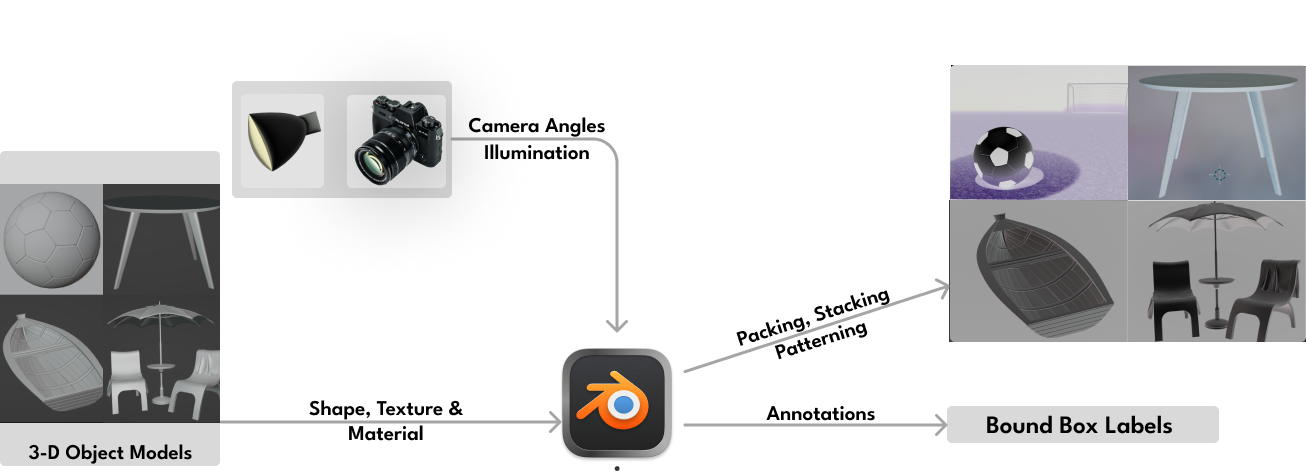 Camera Angles
Illumination
Packing, Stacking
Patterning
Shape, Texture &
Material
Annotations
Bound Box Labels
3-D Object Models